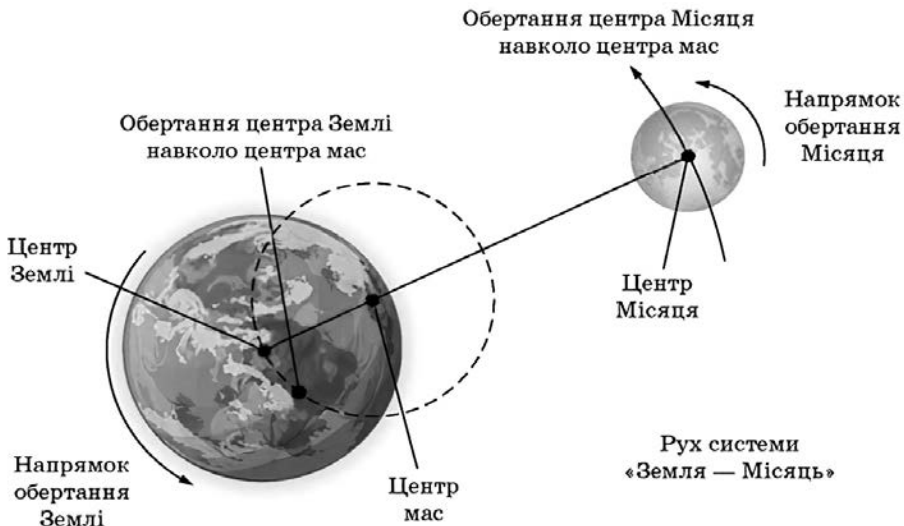 Обертання центра Місяця
навколо центра мас
Напрямок
обертання
Місяця
Обертання центра Землі
навколо центра мас
Центр
Землі
Центр
Місяця
Напрямок
обертання
Землі
Центр
мас
Рух системи
«Земля — Місяць»